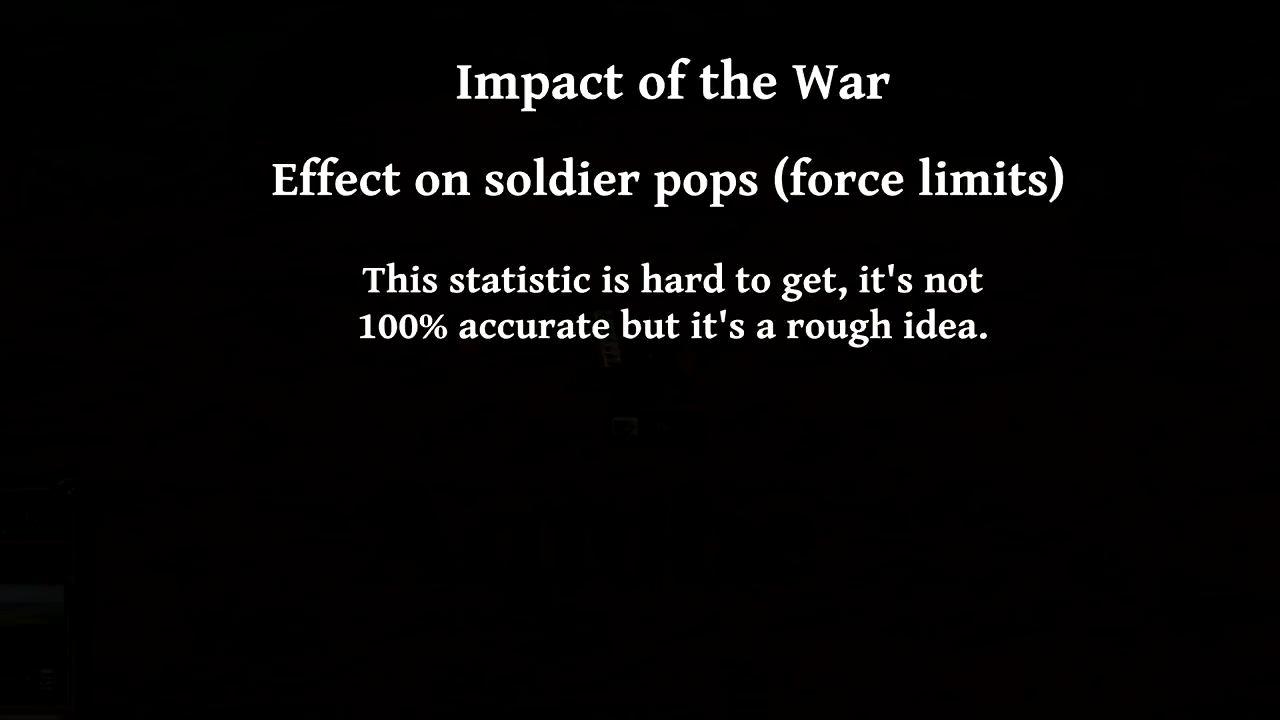 Impact of the War
Effect on soldier pops (force limits)
This statistic is hard to get, it's not
100% accurate but it's a rough idea.